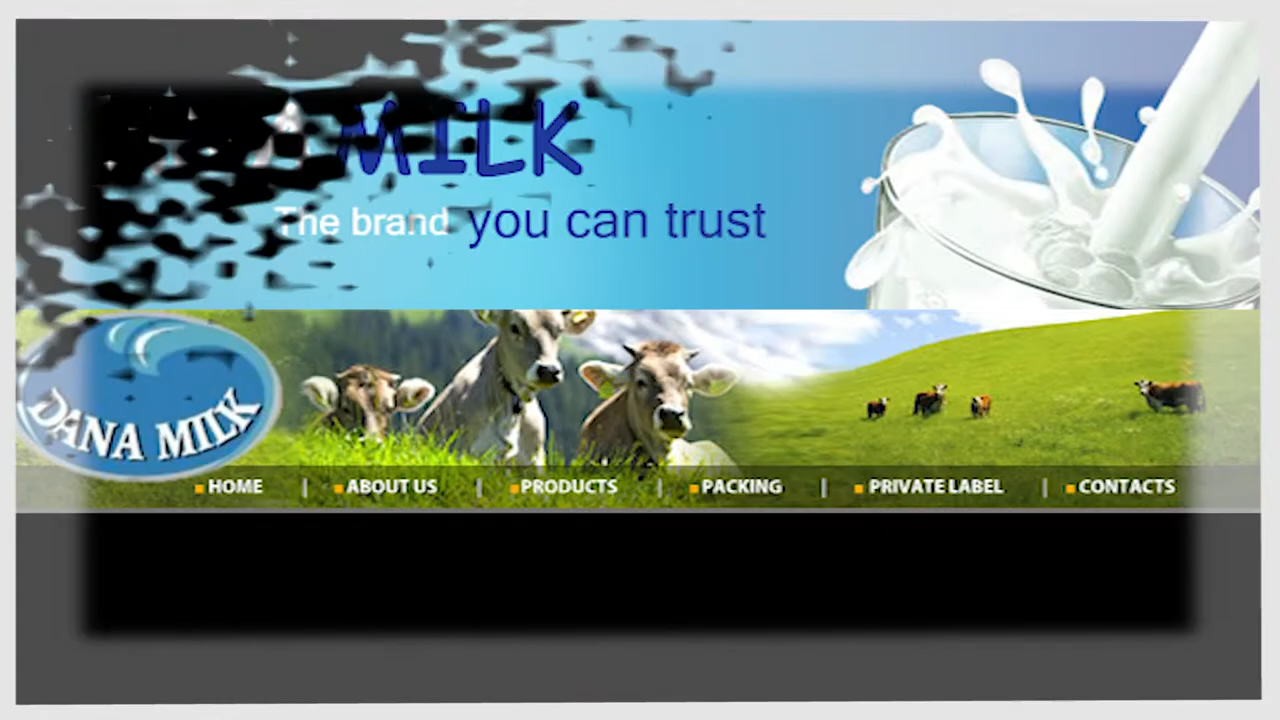 MILK
The brand you can trust
DANA MILK
HOME | ABOUT US | PRODUCTS | PACKING | PRIVATE LABEL | CONTACTS